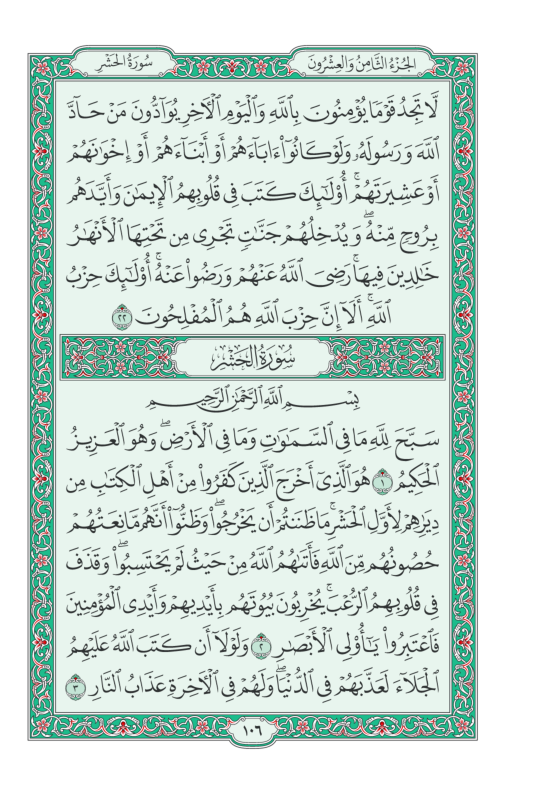 سُورَةُ الحَشْرِ
الجُزْءُ الثَّامِنُ وَالعِشْرُونَ
لَّا تَجِدُ قَوْمًا يُؤْمِنُونَ بِٱللَّهِ وَٱلْيَوْمِ ٱلْأٓخِرِ يُوَآدُّونَ مَنْ حَآدَّ
ٱللَّهَ وَرَسُولَهُۥ وَلَوْ كَانُوٓا۟ ءَابَآءَهُمْ أَوْ أَبْنَآءَهُمْ أَوْ إِخْوَٰنَهُمْ
أَوْ عَشِيرَتَهُمْ ۚ أُو۟لَٰٓئِكَ كَتَبَ فِى قُلُوبِهِمُ ٱلْإِيمَٰنَ وَأَيَّدَهُم
بِرُوحٍ مِّنْهُ ۖ وَيُدْخِلُهُمْ جَنَّٰتٍ تَجْرِى مِن تَحْتِهَا ٱلْأَنْهَٰرُ
خَٰلِدِينَ فِيهَا ۚ رَضِىَ ٱللَّهُ عَنْهُمْ وَرَضُوا۟ عَنْهُ ۚ أُو۟لَٰٓئِكَ حِزْبُ
ٱللَّهِ ۚ أَلَآ إِنَّ حِزْبَ ٱللَّهِ هُمُ ٱلْمُفْلِحُونَ ٢٢
سُورَةُ الحَشْرِ
بِسْمِ ٱللَّهِ ٱلرَّحْمَٰنِ ٱلرَّحِيمِ
سَبَّحَ لِلَّهِ مَا فِى ٱلسَّمَٰوَٰتِ وَمَا فِى ٱلْأَرْضِ ۖ وَهُوَ ٱلْعَزِيزُ
ٱلْحَكِيمُ ١ هُوَ ٱلَّذِىٓ أَخْرَجَ ٱلَّذِينَ كَفَرُوا۟ مِنْ أَهْلِ ٱلْكِتَٰبِ مِن
دِيَٰرِهِمْ لِأَوَّلِ ٱلْحَشْرِ ۚ مَا ظَنَنتُمْ أَن يَخْرُجُوا۟ ۖ وَظَنُّوٓا۟ أَنَّهُم مَّانِعَتُهُمْ
حُصُونُهُم مِّنَ ٱللَّهِ فَأَتَىٰهُمُ ٱللَّهُ مِنْ حَيْثُ لَمْ يَحْتَسِبُوا۟ ۖ وَقَذَفَ
فِى قُلُوبِهِمُ ٱلرُّعْبَ ۚ يُخْرِبُونَ بُيُوتَهُم بِأَيْدِيهِمْ وَأَيْدِى ٱلْمُؤْمِنِينَ
فَٱعْتَبِرُوا۟ يَٰٓأُو۟لِى ٱلْأَبْصَٰرِ ٢ وَلَوْلَآ أَن كَتَبَ ٱللَّهُ عَلَيْهِمُ
ٱلْجَلَآءَ لَعَذَّبَهُمْ فِى ٱلدُّنْيَا ۖ وَلَهُمْ فِى ٱلْأٓخِرَةِ عَذَابُ ٱلنَّارِ ٣
١٠٦